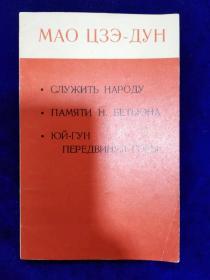 МАО ЦЗЭ-ДУН
• СЛУЖИТЬ НАРОДУ
• ПАМЯТИ Н. БЕТЬЮНА
• ЮЙ-ГУН
ПЕРЕДВИНУЛ ГОРЫ